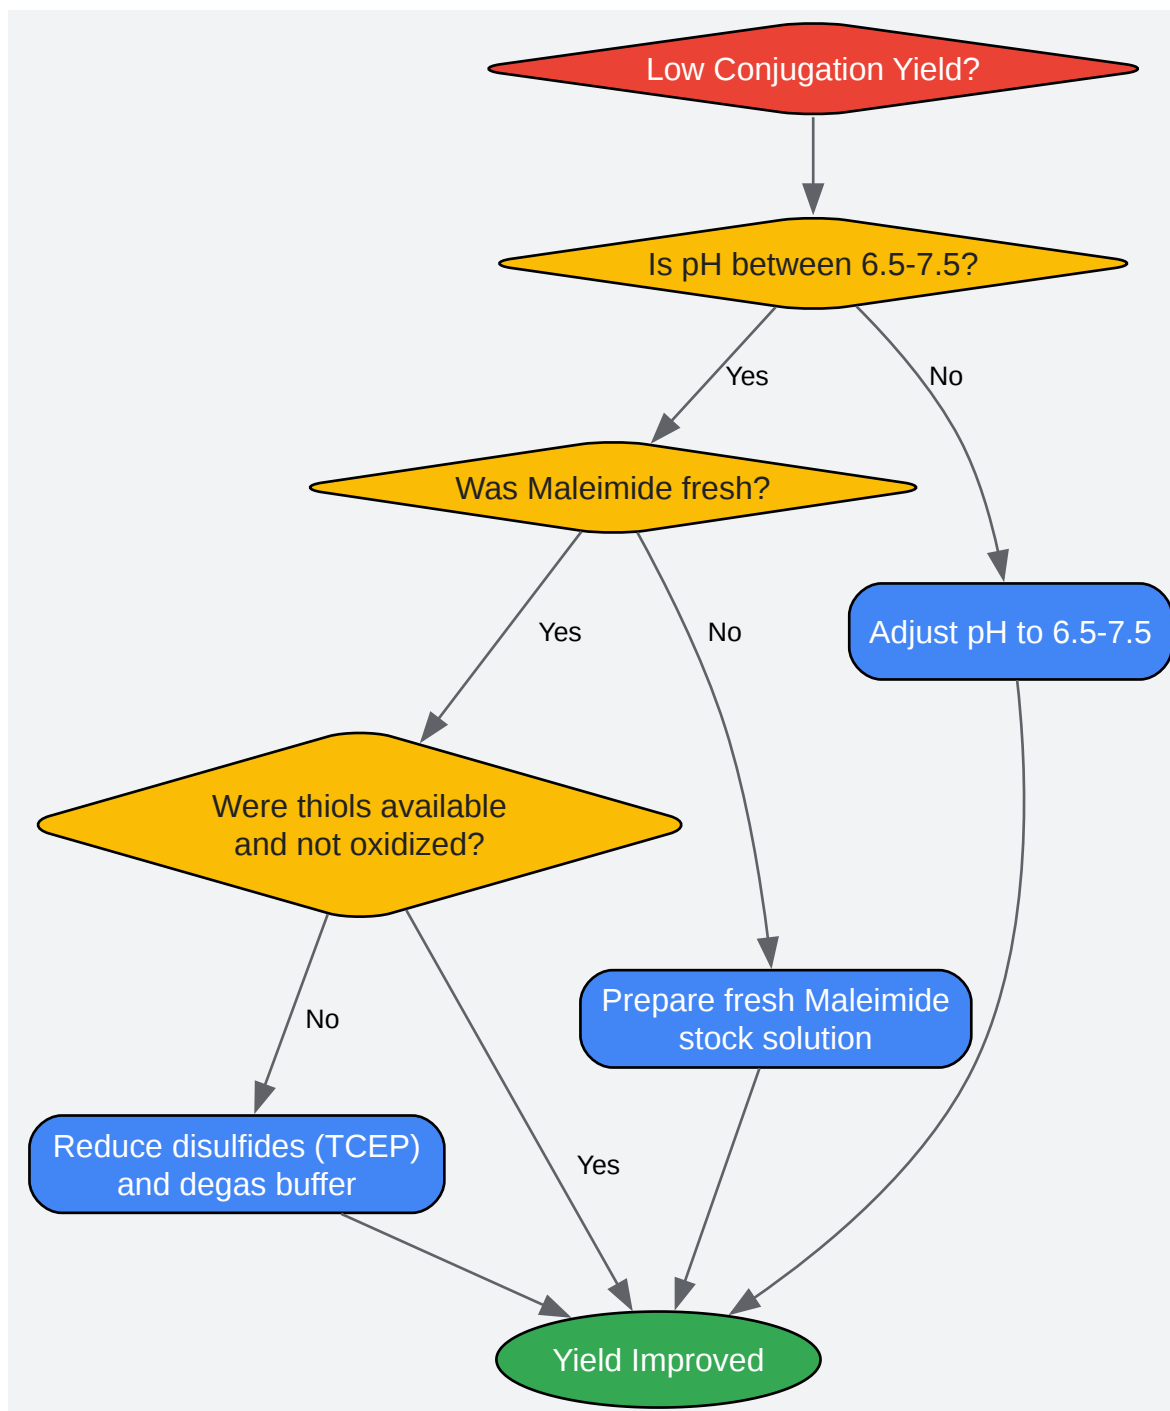 Low Conjugation Yield?
Is pH between 6.5-7.5?
Yes
No
Was Maleimide fresh?
Yes
No
Adjust pH to 6.5-7.5
Were thiols available
and not oxidized?
No
Prepare fresh Maleimide
stock solution
Reduce disulfides (TCEP)
and degas buffer
Yes
Yield Improved